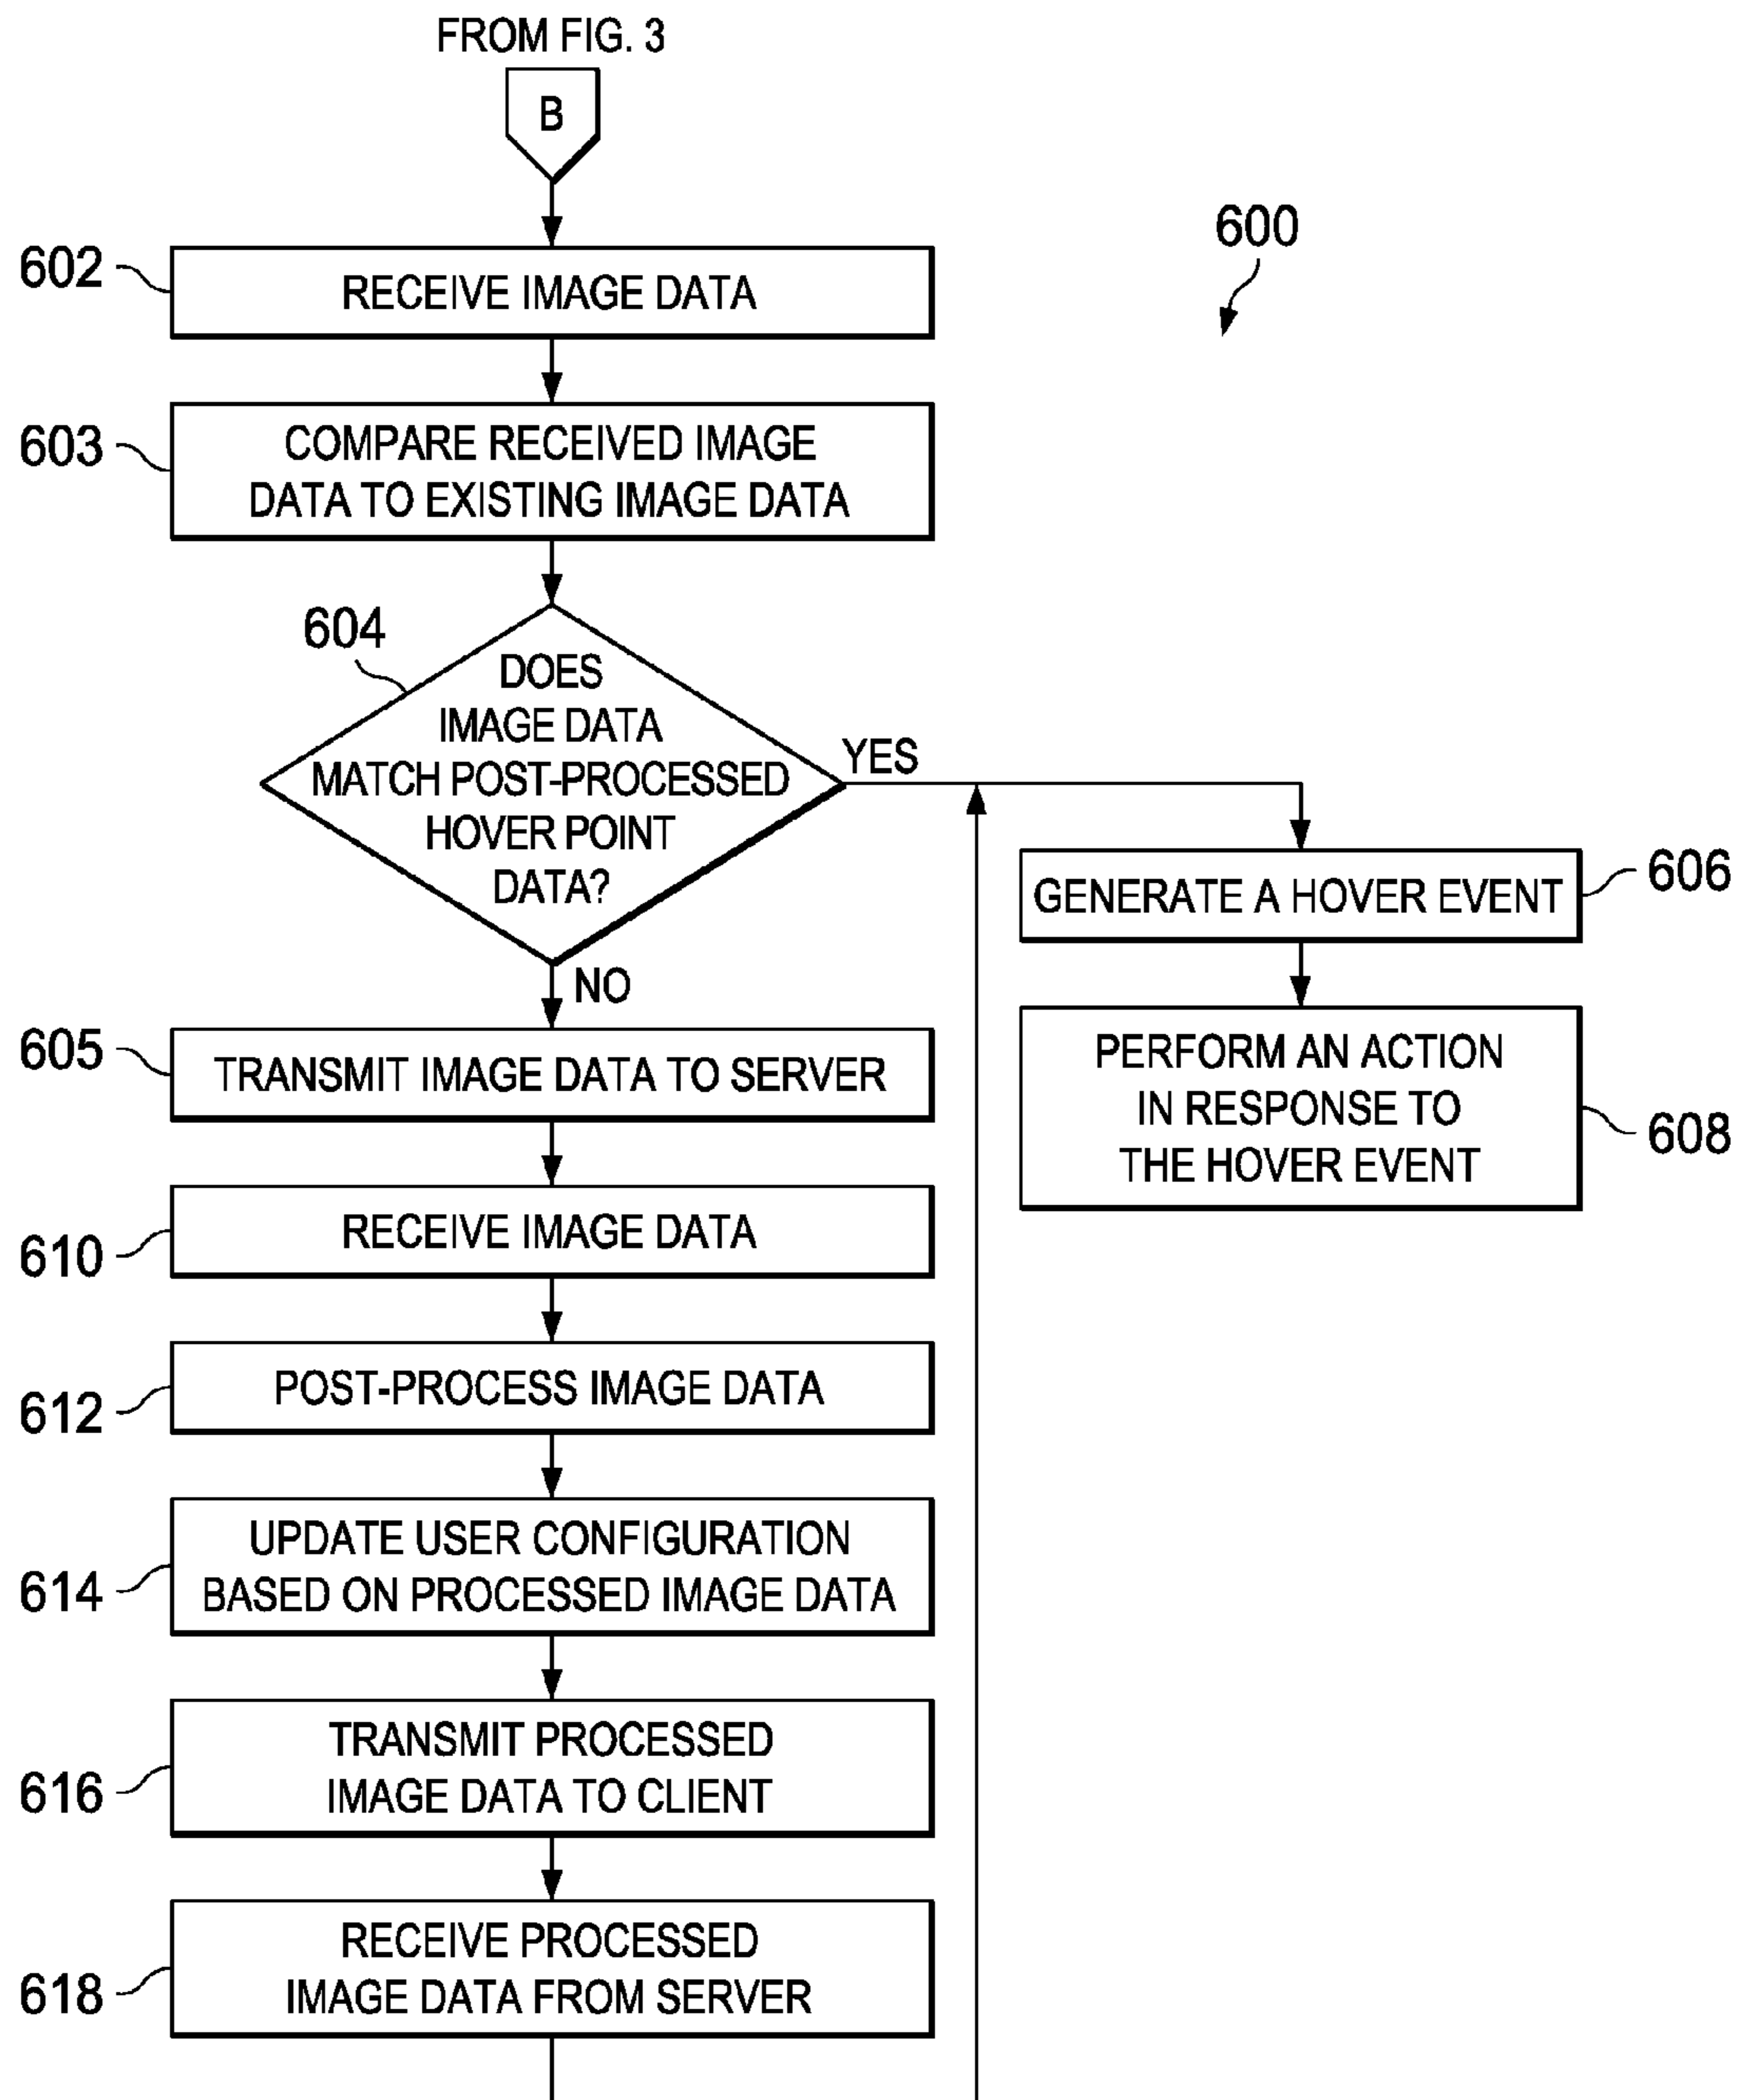 FROM FIG. 3
B
600
602
RECEIVE IMAGE DATA
603
COMPARE RECEIVED IMAGE
DATA TO EXISTING IMAGE DATA
604
DOES
IMAGE DATA
MATCH POST-PROCESSED
HOVER POINT
DATA?
YES
NO
606
GENERATE A HOVER EVENT
608
PERFORM AN ACTION
IN RESPONSE TO
THE HOVER EVENT
605
TRANSMIT IMAGE DATA TO SERVER
610
RECEIVE IMAGE DATA
612
POST-PROCESS IMAGE DATA
614
UPDATE USER CONFIGURATION
BASED ON PROCESSED IMAGE DATA
616
TRANSMIT PROCESSED
IMAGE DATA TO CLIENT
618
RECEIVE PROCESSED
IMAGE DATA FROM SERVER